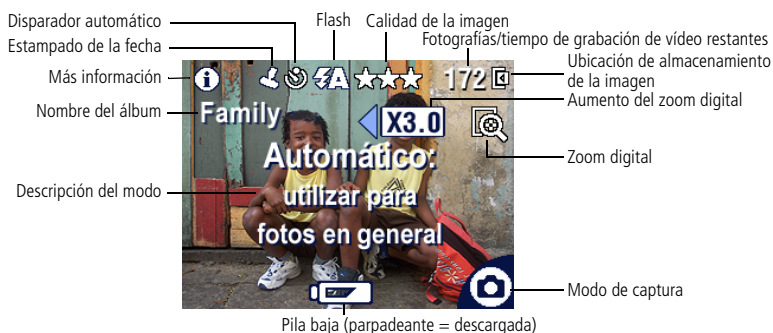 Disparador automático
Flash
Calidad de la imagen
Estampado de la fecha
Fotografías/tiempo de grabación de vídeo restantes
Más información
Ubicación de almacenamiento
de la imagen
172
Nombre del álbum
Family
X3.0
Aumento del zoom digital
Automático:
Zoom digital
Descripción del modo
utilizar para
fotos en general
Modo de captura
Pila baja (parpadeante = descargada)